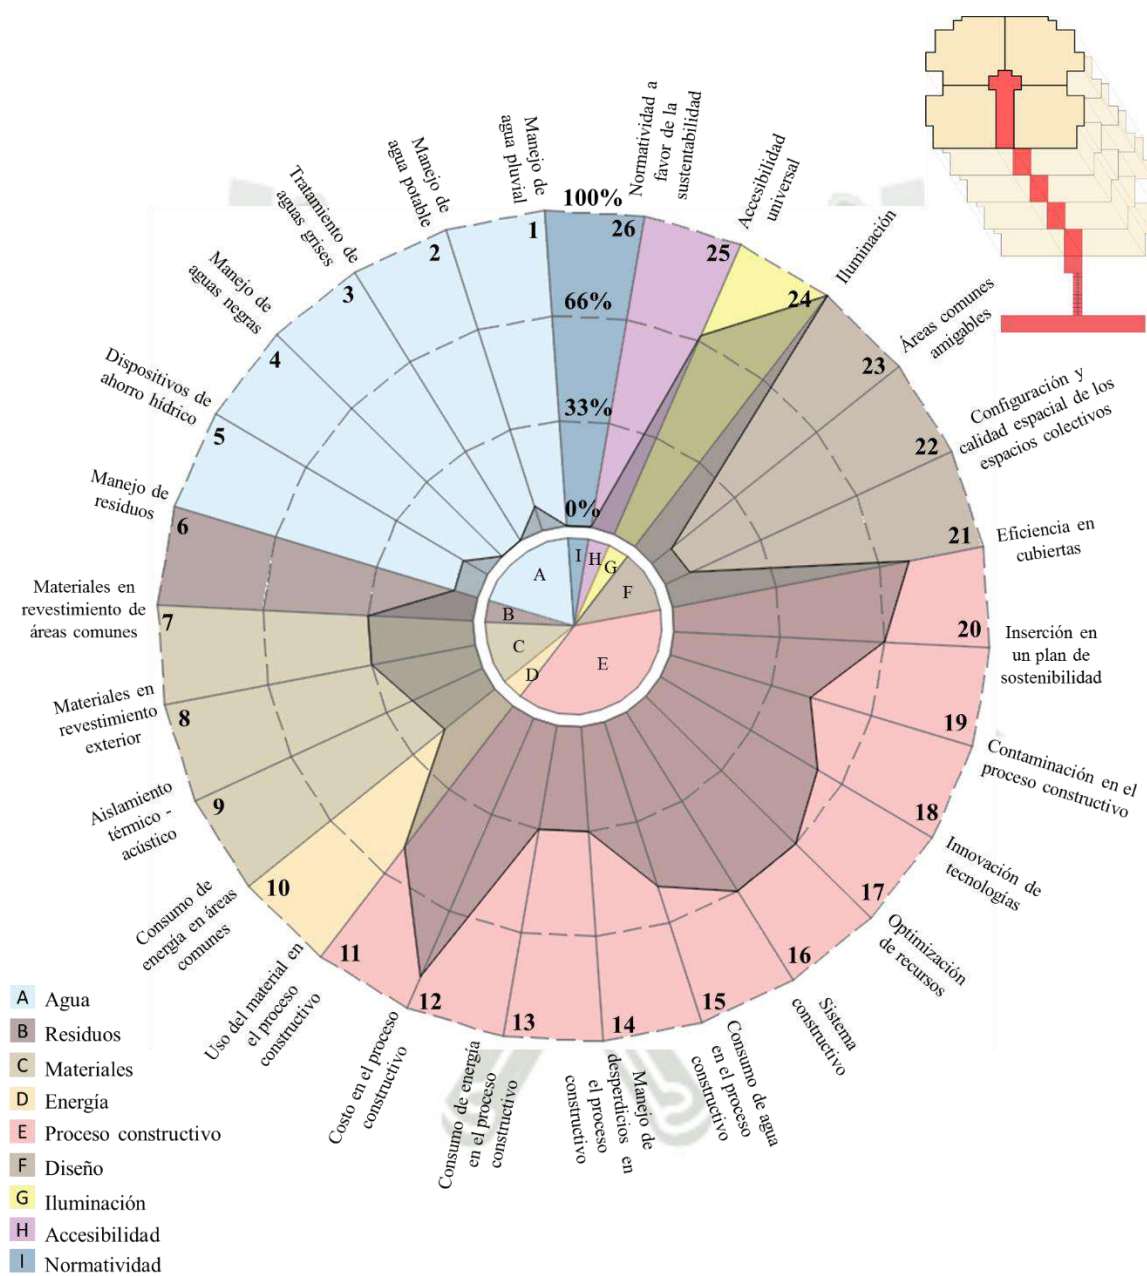 Manejo de
agua pluvial
Manejo de
agua potable
Tratamiento de
aguas grises
Manejo de
aguas negras
Dispositivos de
ahorro hídrico
Manejo de
residuos
Materiales en
revestimiento de
áreas comunes
Materiales en
revestimiento
exterior
Aislamiento
térmico -
acústico
Consumo de
energía en áreas
comunes
Uso del material en
el proceso
constructivo
Costo en el proceso
constructivo
Consumo de energía
en el proceso
constructivo
Manejo de
desperdicios en
el proceso
constructivo
Consumo de agua
en el proceso
constructivo
Sistema
constructivo
Optimización
de recursos
Innovación de
tecnologías
Contaminación en el
proceso constructivo
Inserción en
un plan de
sostenibilidad
Eficiencia en
cubiertas
Configuración y
calidad espacial de los
espacios colectivos
Áreas comunes
amigables
Iluminación
Accesibilidad
universal
Normatividad a
favor de la
sustentabilidad
100%
66%
33%
0%
1
2
3
4
5
6
7
8
9
10
11
12
13
14
15
16
17
18
19
20
21
22
23
24
25
26
A
B
C
D
E
F
G
H
I
A Agua
B Residuos
C Materiales
D Energía
E Proceso constructivo
F Diseño
G Iluminación
H Accesibilidad
I Normatividad